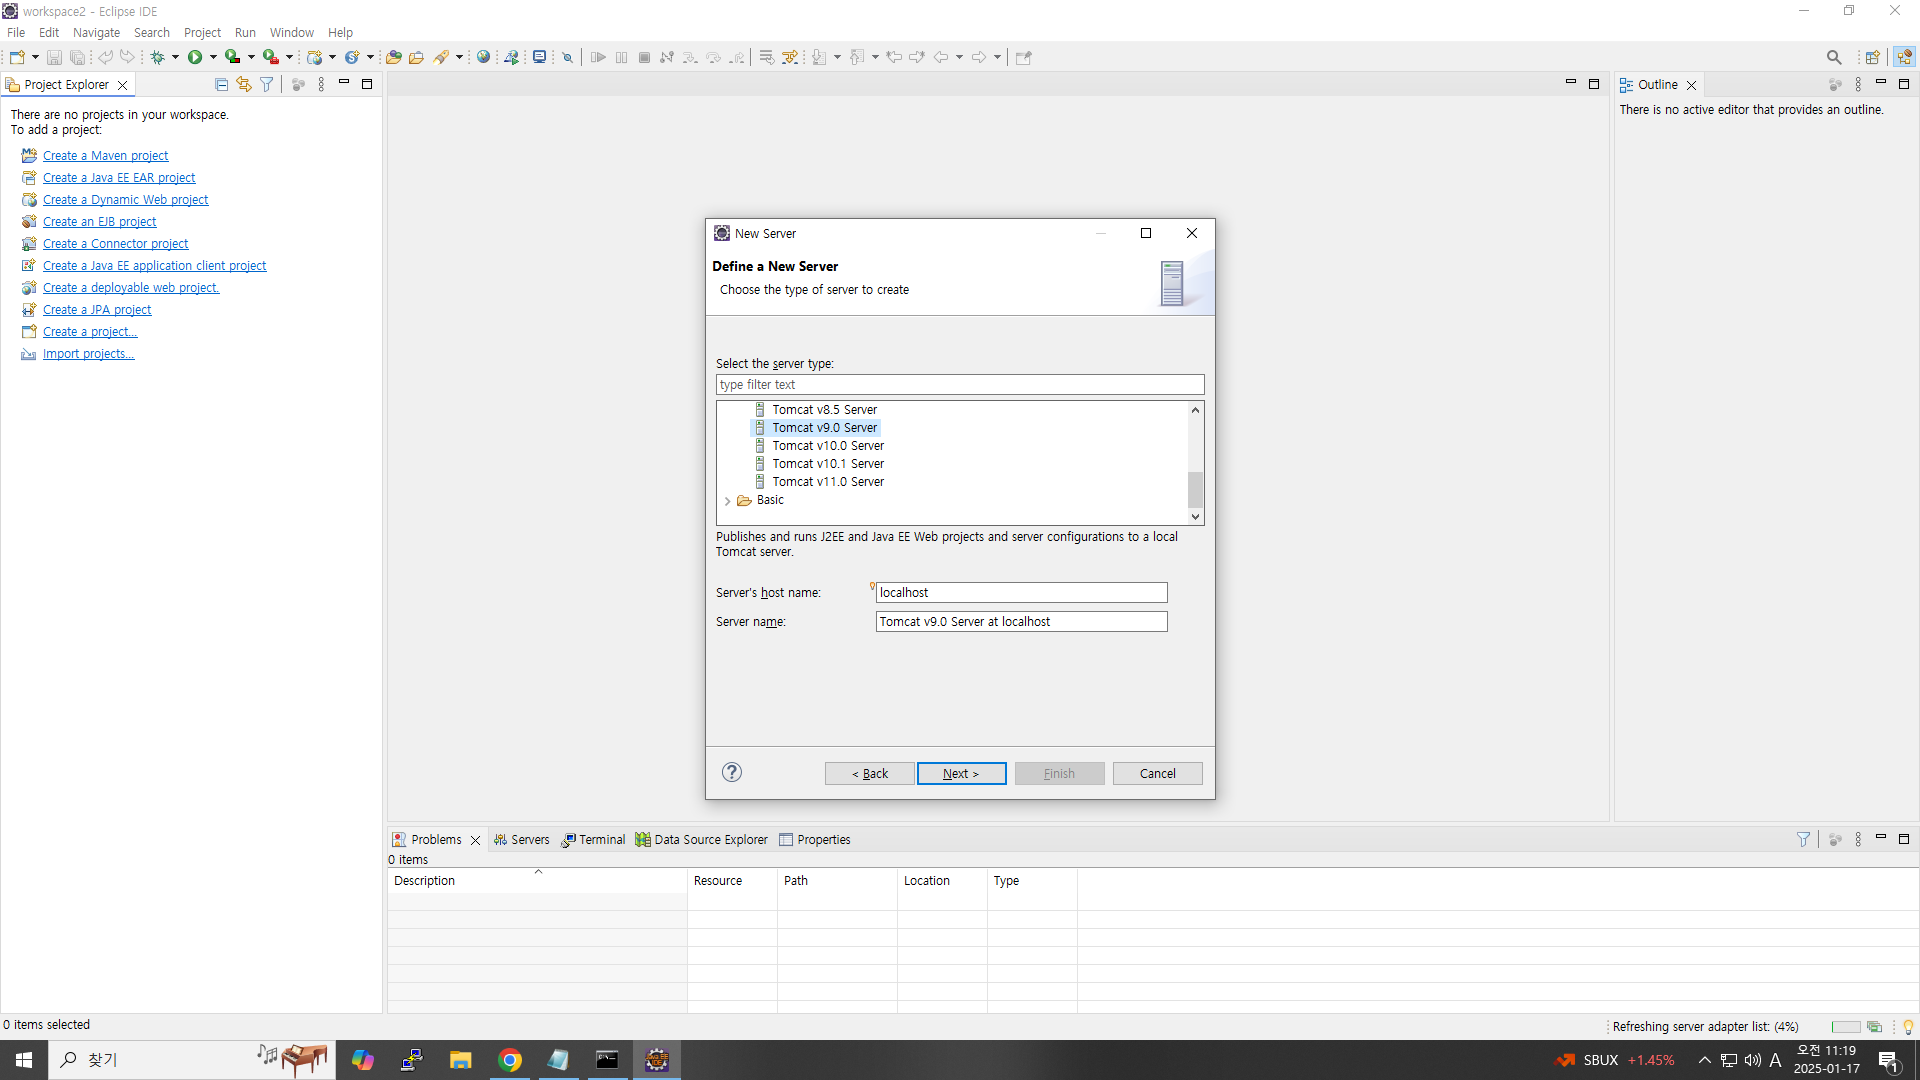 workspace2 - Eclipse IDE
File Edit Navigate Search Project Run Window Help
Project Explorer
There are no projects in your workspace.
To add a project:
Create a Maven project
Create a Java EE EAR project
Create a Dynamic Web project
Create an EJB project
Create a Connector project
Create a Java EE application client project
Create a deployable web project.
Create a JPA project
Create a project...
Import projects...
Outline
There is no active editor that provides an outline.
New Server
Define a New Server
Choose the type of server to create
Select the server type:
type filter text
Tomcat v8.5 Server
Tomcat v9.0 Server
Tomcat v10.0 Server
Tomcat v10.1 Server
Tomcat v11.0 Server
Basic
Publishes and runs J2EE and Java EE Web projects and server configurations to a local
Tomcat server.
Server's host name: localhost
Server name: Tomcat v9.0 Server at localhost
< Back Next > Finish Cancel
Problems Servers Terminal Data Source Explorer Properties
0 items
Description Resource Path Location Type
0 items selected
Refreshing server adapter list: (4%)
찾기
SBUX +1.45%
A
오전 11:19
2025-01-17
1